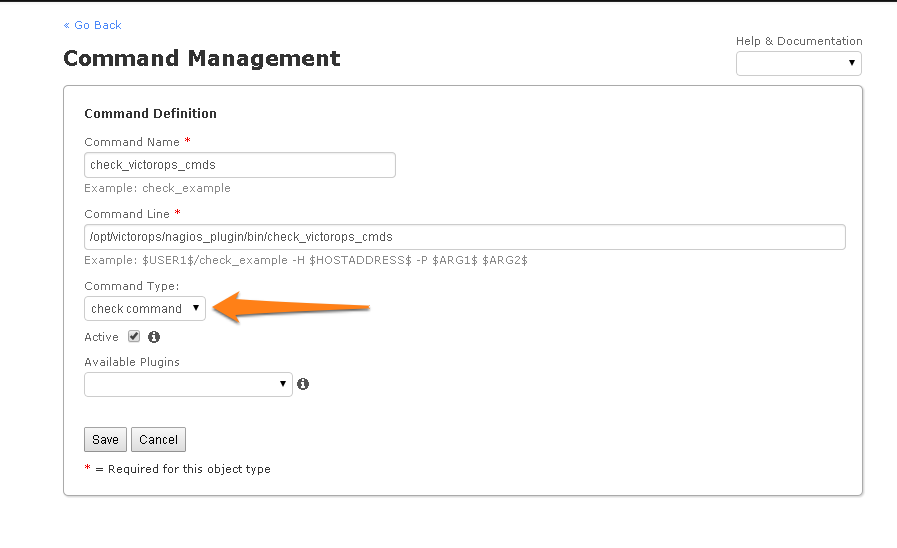 « Go Back
Command Management
Help & Documentation
Command Definition
Command Name *
check_victorops_cmds
Example: check_example
Command Line *
/opt/victorops/nagios_plugin/bin/check_victorops_cmds
Example: $USER1$/check_example -H $HOSTADDRESS$ -P $ARG1$ $ARG2$
Command Type:
check command
Active
Available Plugins
Save Cancel
* = Required for this object type